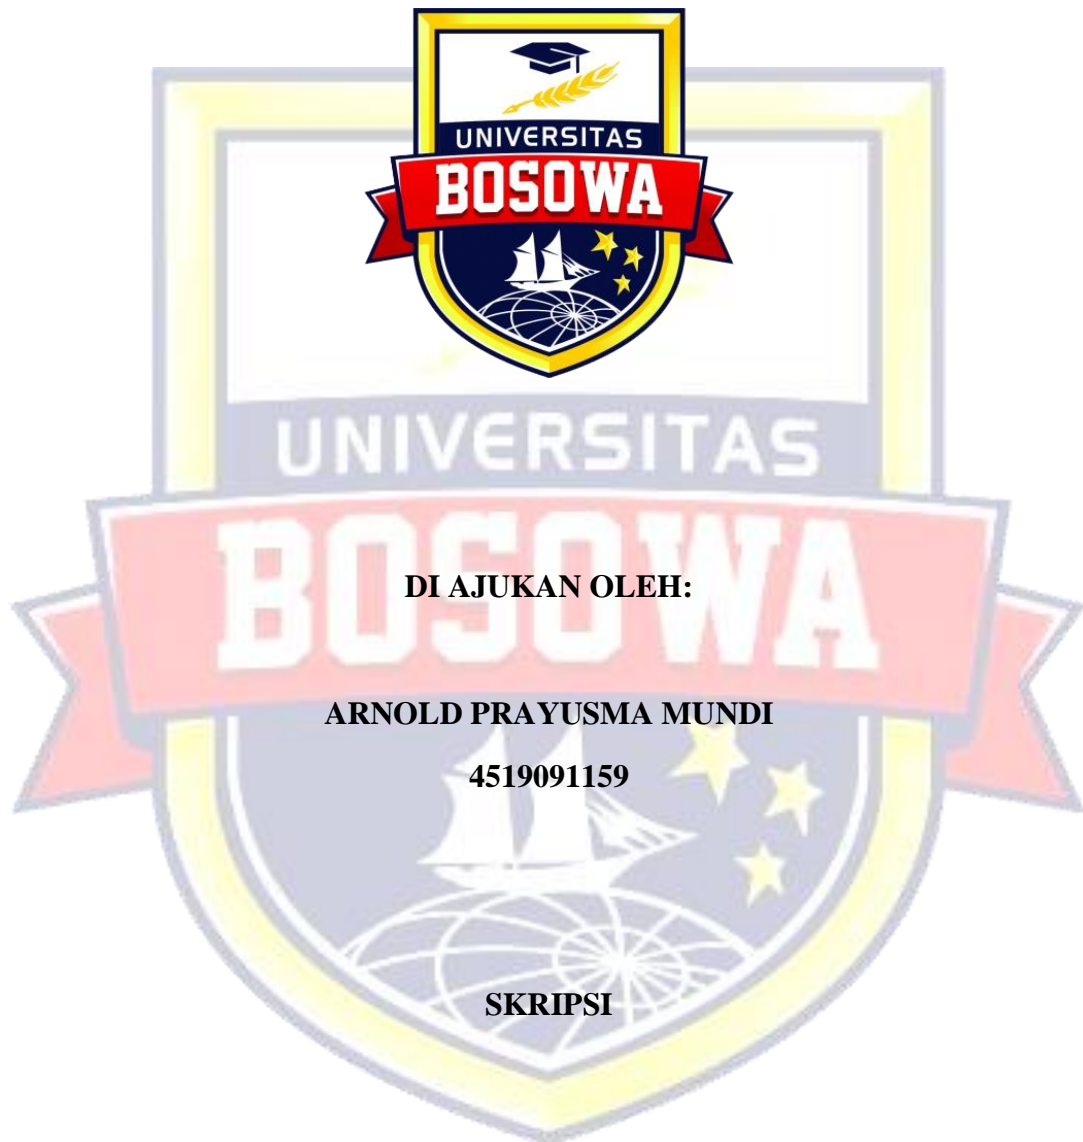 UNIVERSITAS
BOSOWA
UNIVERSITAS
BOSOWA
DI AJUKAN OLEH:
ARNOLD PRAYUSMA MUNDI
4519091159
SKRIPSI